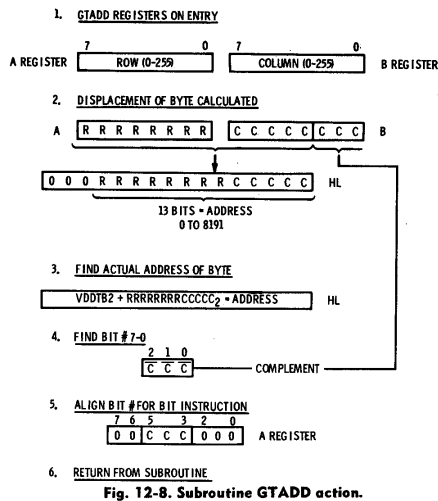 1. GTADD REGISTERS ON ENTRY
7 0 7 0
A REGISTER ROW (0-255) COLUMN (0-255) B REGISTER
2. DISPLACEMENT OF BYTE CALCULATED
A R R R R R R R R C C C C C C C C B
0 0 0 R R R R R R R R C C C C C HL
13 BITS = ADDRESS
0 TO 8191
3. FIND ACTUAL ADDRESS OF BYTE
VDDTB2 + RRRRRRRRCCCCC₂ = ADDRESS HL
4. FIND BIT # 7-0
2 1 0
C̅ C̅ C̅ COMPLEMENT
5. ALIGN BIT # FOR BIT INSTRUCTION
7 6 5 3 2 0
0 0 C C C 0 0 0 A REGISTER
6. RETURN FROM SUBROUTINE
Fig. 12-8. Subroutine GTADD action.